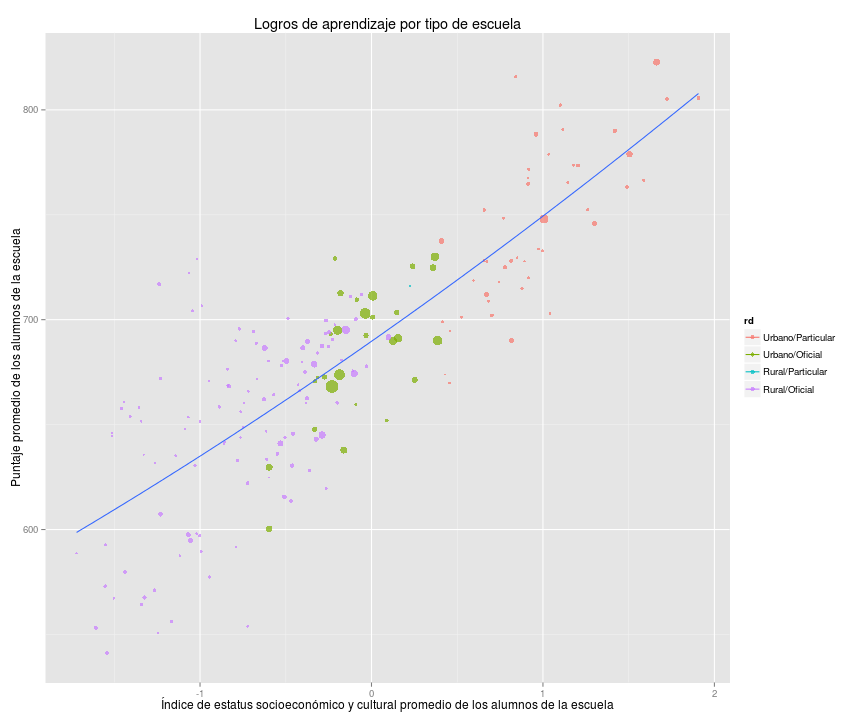 Logros de aprendizaje por tipo de escuela
Puntaje promedio de los alumnos de la escuela
800
700
600
-1
0
1
2
Índice de estatus socioeconómico y cultural promedio de los alumnos de la escuela
rd
Urbano/Particular
Urbano/Oficial
Rural/Particular
Rural/Oficial